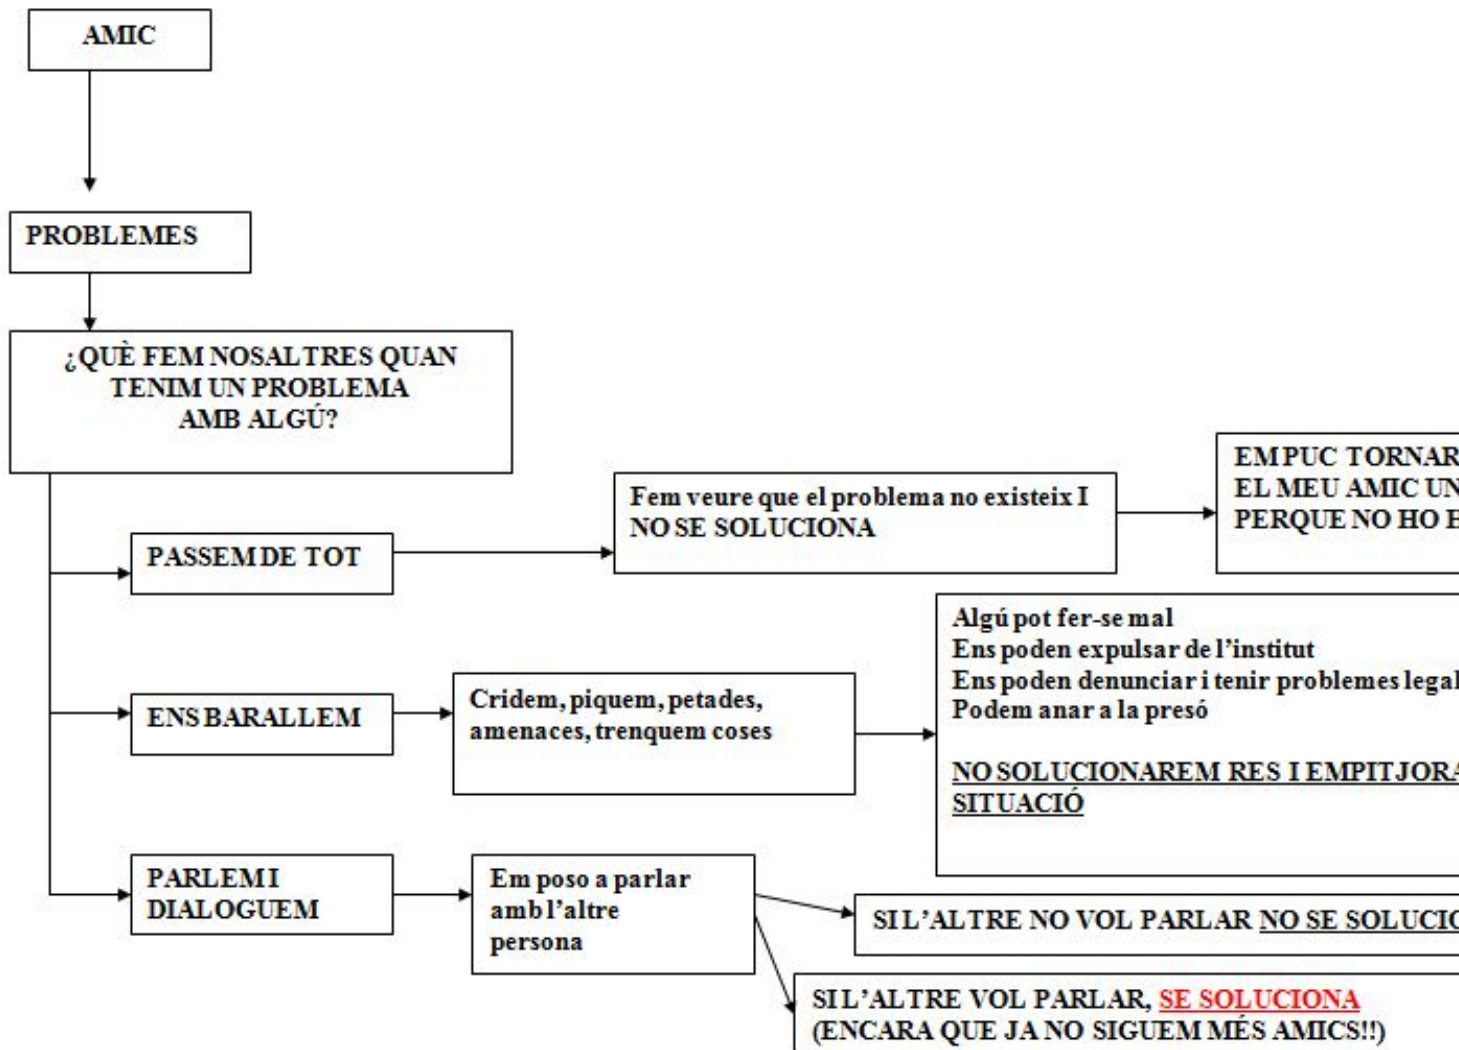 AMIC
PROBLEMES
¿QUÈ FEM NOSALTRES QUAN
TENIM UN PROBLEMA
AMB ALGÚ?
PASSEM DE TOT
Fem veure que el problema no existeix I
NO SE SOLUCIONA
EM PUC TORNAR
EL MEU AMIC UN
PERQUE NO HO
ENS BARALLEM
Cridem, piquem, petades,
amenaces, trenquem coses
Algú pot fer-se mal
Ens poden expulsar de l’institut
Ens poden denunciar i tenir problemes legal
Podem anar a la presó
NO SOLUCIONAREM RES I EMPITJORA
SITUACIÓ
PARLEM I
DIALOGUEM
Em poso a parlar
amb l’altre
persona
SI L’ALTRE NO VOL PARLAR NO SE SOLUCIO
SI L’ALTRE VOL PARLAR, SE SOLUCIONA
(ENCARA QUE JA NO SIGUEM MÉS AMICS!!)